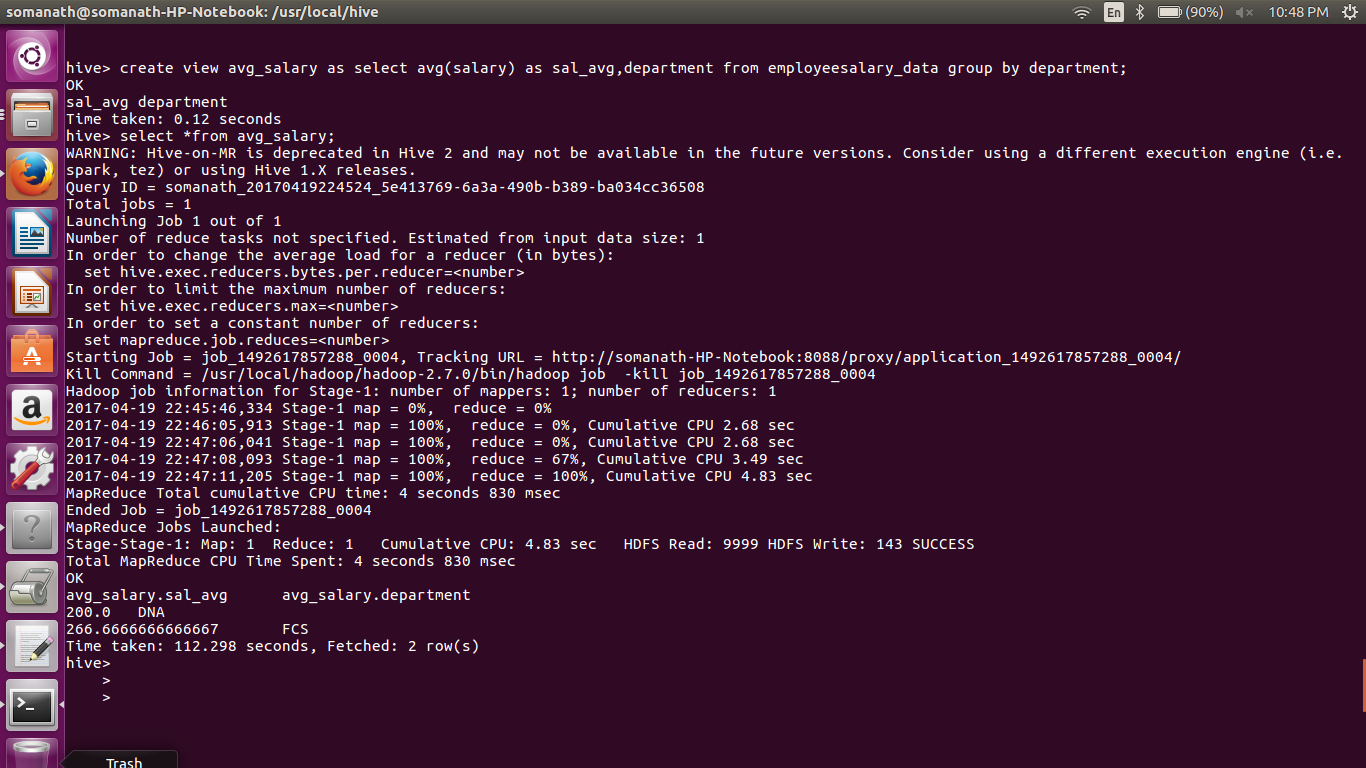 somanath@somanath-HP-Notebook: /usr/local/hive
En
(90%)
10:48 PM
hive> create view avg_salary as select avg(salary) as sal_avg,department from employeesalary_data group by department;
OK
sal_avg department
Time taken: 0.12 seconds
hive> select *from avg_salary;
WARNING: Hive-on-MR is deprecated in Hive 2 and may not be available in the future versions. Consider using a different execution engine (i.e.
spark, tez) or using Hive 1.X releases.
Query ID = somanath_20170419224524_5e413769-6a3a-490b-b389-ba034cc36508
Total jobs = 1
Launching Job 1 out of 1
Number of reduce tasks not specified. Estimated from input data size: 1
In order to change the average load for a reducer (in bytes):
  set hive.exec.reducers.bytes.per.reducer=<number>
In order to limit the maximum number of reducers:
  set hive.exec.reducers.max=<number>
In order to set a constant number of reducers:
  set mapreduce.job.reduces=<number>
Starting Job = job_1492617857288_0004, Tracking URL = http://somanath-HP-Notebook:8088/proxy/application_1492617857288_0004/
Kill Command = /usr/local/hadoop/hadoop-2.7.0/bin/hadoop job  -kill job_1492617857288_0004
Hadoop job information for Stage-1: number of mappers: 1; number of reducers: 1
2017-04-19 22:45:46,334 Stage-1 map = 0%,  reduce = 0%
2017-04-19 22:46:05,913 Stage-1 map = 100%,  reduce = 0%, Cumulative CPU 2.68 sec
2017-04-19 22:47:06,041 Stage-1 map = 100%,  reduce = 0%, Cumulative CPU 2.68 sec
2017-04-19 22:47:08,093 Stage-1 map = 100%,  reduce = 67%, Cumulative CPU 3.49 sec
2017-04-19 22:47:11,205 Stage-1 map = 100%,  reduce = 100%, Cumulative CPU 4.83 sec
MapReduce Total cumulative CPU time: 4 seconds 830 msec
Ended Job = job_1492617857288_0004
MapReduce Jobs Launched:
Stage-Stage-1: Map: 1  Reduce: 1   Cumulative CPU: 4.83 sec   HDFS Read: 9999 HDFS Write: 143 SUCCESS
Total MapReduce CPU Time Spent: 4 seconds 830 msec
OK
avg_salary.sal_avg      avg_salary.department
200.0   DNA
266.6666666666667       FCS
Time taken: 112.298 seconds, Fetched: 2 row(s)
hive>
    >
    >
Trash